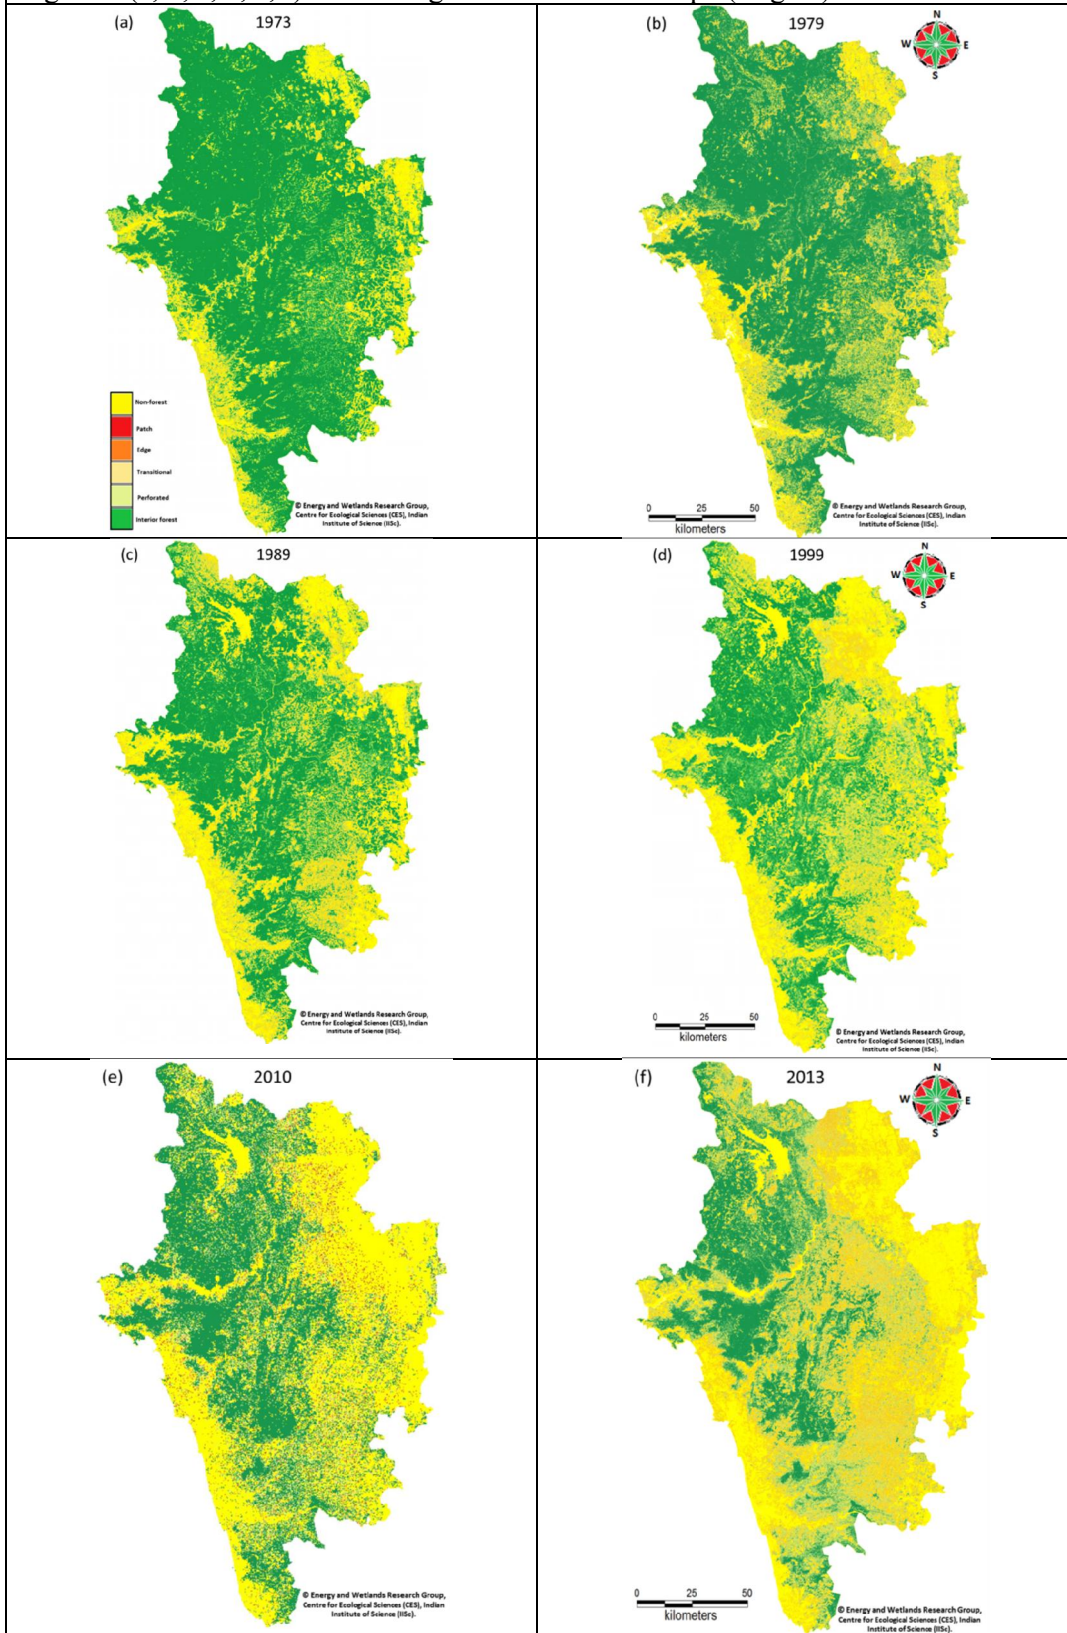 (a) 1973
Non-forest
Patch
Edge
Transitional
Perforated
Interior forest
© Energy and Wetlands Research Group,
Centre for Ecological Sciences (CES), Indian
Institute of Science (IISc).
(b) 1979
N
W E
S
0 25 50
kilometers
© Energy and Wetlands Research Group,
Centre for Ecological Sciences (CES), Indian
Institute of Science (IISc).
(c) 1989
© Energy and Wetlands Research Group,
Centre for Ecological Sciences (CES), Indian
Institute of Science (IISc).
(d) 1999
N
W E
S
0 25 50
kilometers
© Energy and Wetlands Research Group,
Centre for Ecological Sciences (CES), Indian
Institute of Science (IISc).
(e) 2010
© Energy and Wetlands Research Group,
Centre for Ecological Sciences (CES), Indian
Institute of Science (IISc).
(f) 2013
N
W E
S
0 25 50
kilometers
© Energy and Wetlands Research Group,
Centre for Ecological Sciences (CES), Indian
Institute of Science (IISc).